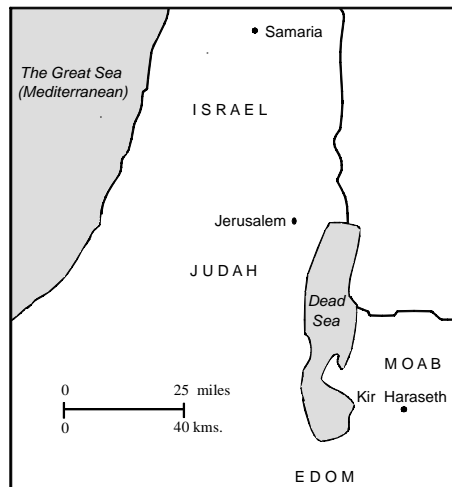 Samaria
The Great Sea
(Mediterranean)
ISRAEL
Jerusalem
JUDAH
Dead
Sea
MOAB
0 25 miles
Kir Haraseth
0 40 kms.
EDOM